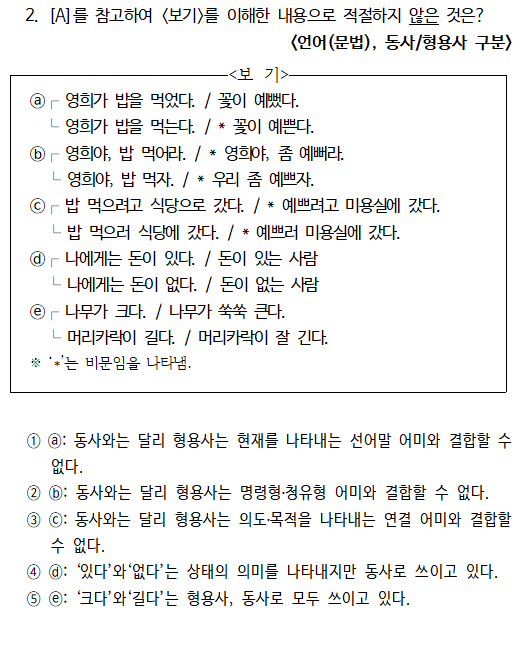 2. [A]를 참고하여 <보기>를 이해한 내용으로 적절하지 않은 것은?
<언어(문법), 동사/형용사 구분>
<보 기>
ⓐ┌ 영희가 밥을 먹었다. / 꽃이 예뻤다.
└ 영희가 밥을 먹는다. / * 꽃이 예쁜다.
ⓑ┌ 영희야, 밥 먹어라. / * 영희야, 좀 예뻐라.
└ 영희야, 밥 먹자. / * 우리 좀 예쁘자.
ⓒ┌ 밥 먹으려고 식당으로 갔다. / * 예쁘려고 미용실에 갔다.
└ 밥 먹으러 식당에 갔다. / * 예쁘러 미용실에 갔다.
ⓓ┌ 나에게는 돈이 있다. / 돈이 있는 사람
└ 나에게는 돈이 없다. / 돈이 없는 사람
ⓔ┌ 나무가 크다. / 나무가 쑥쑥 큰다.
└ 머리카락이 길다. / 머리카락이 잘 긴다.
※ ‘*’는 비문임을 나타냄.
① ⓐ: 동사와는 달리 형용사는 현재를 나타내는 선어말 어미와 결합할 수
없다.
② ⓑ: 동사와는 달리 형용사는 명령형·청유형 어미와 결합할 수 없다.
③ ⓒ: 동사와는 달리 형용사는 의도·목적을 나타내는 연결 어미와 결합할
수 없다.
④ ⓓ: ‘있다’와‘없다’는 상태의 의미를 나타내지만 동사로 쓰이고 있다.
⑤ ⓔ: ‘크다’와‘길다’는 형용사, 동사로 모두 쓰이고 있다.